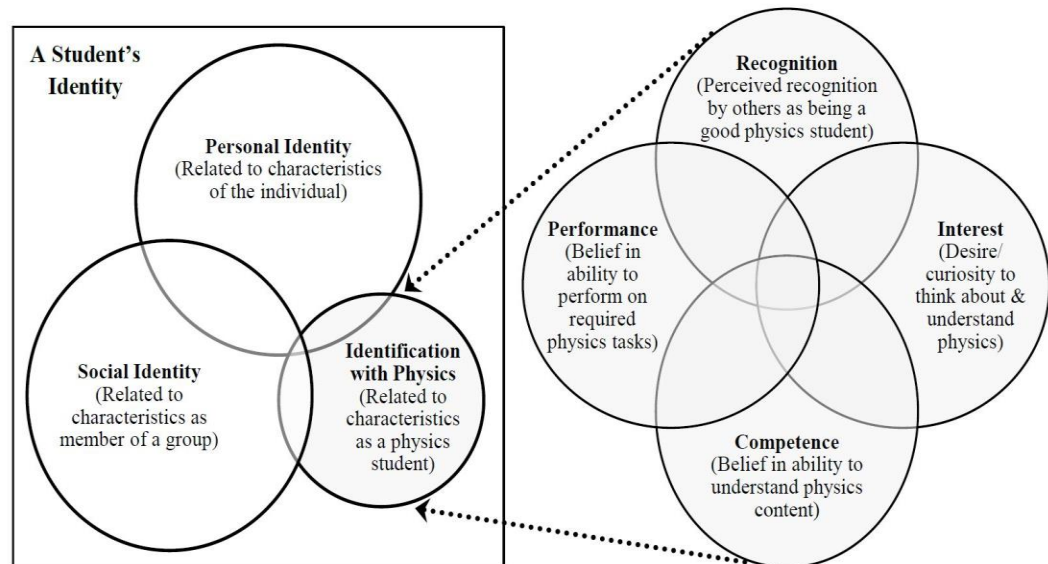 A Student's
Identity
Personal Identity
(Related to characteristics
of the individual)
Social Identity
(Related to
characteristics as
member of a group)
Identification
with Physics
(Related to
characteristics
as a physics
student)
Recognition
(Perceived recognition
by others as being a
good physics student)
Performance
(Belief in
ability to
perform on
required
physics tasks)
Interest
(Desire/
curiosity to
think about &
understand
physics)
Competence
(Belief in ability to
understand physics
content)